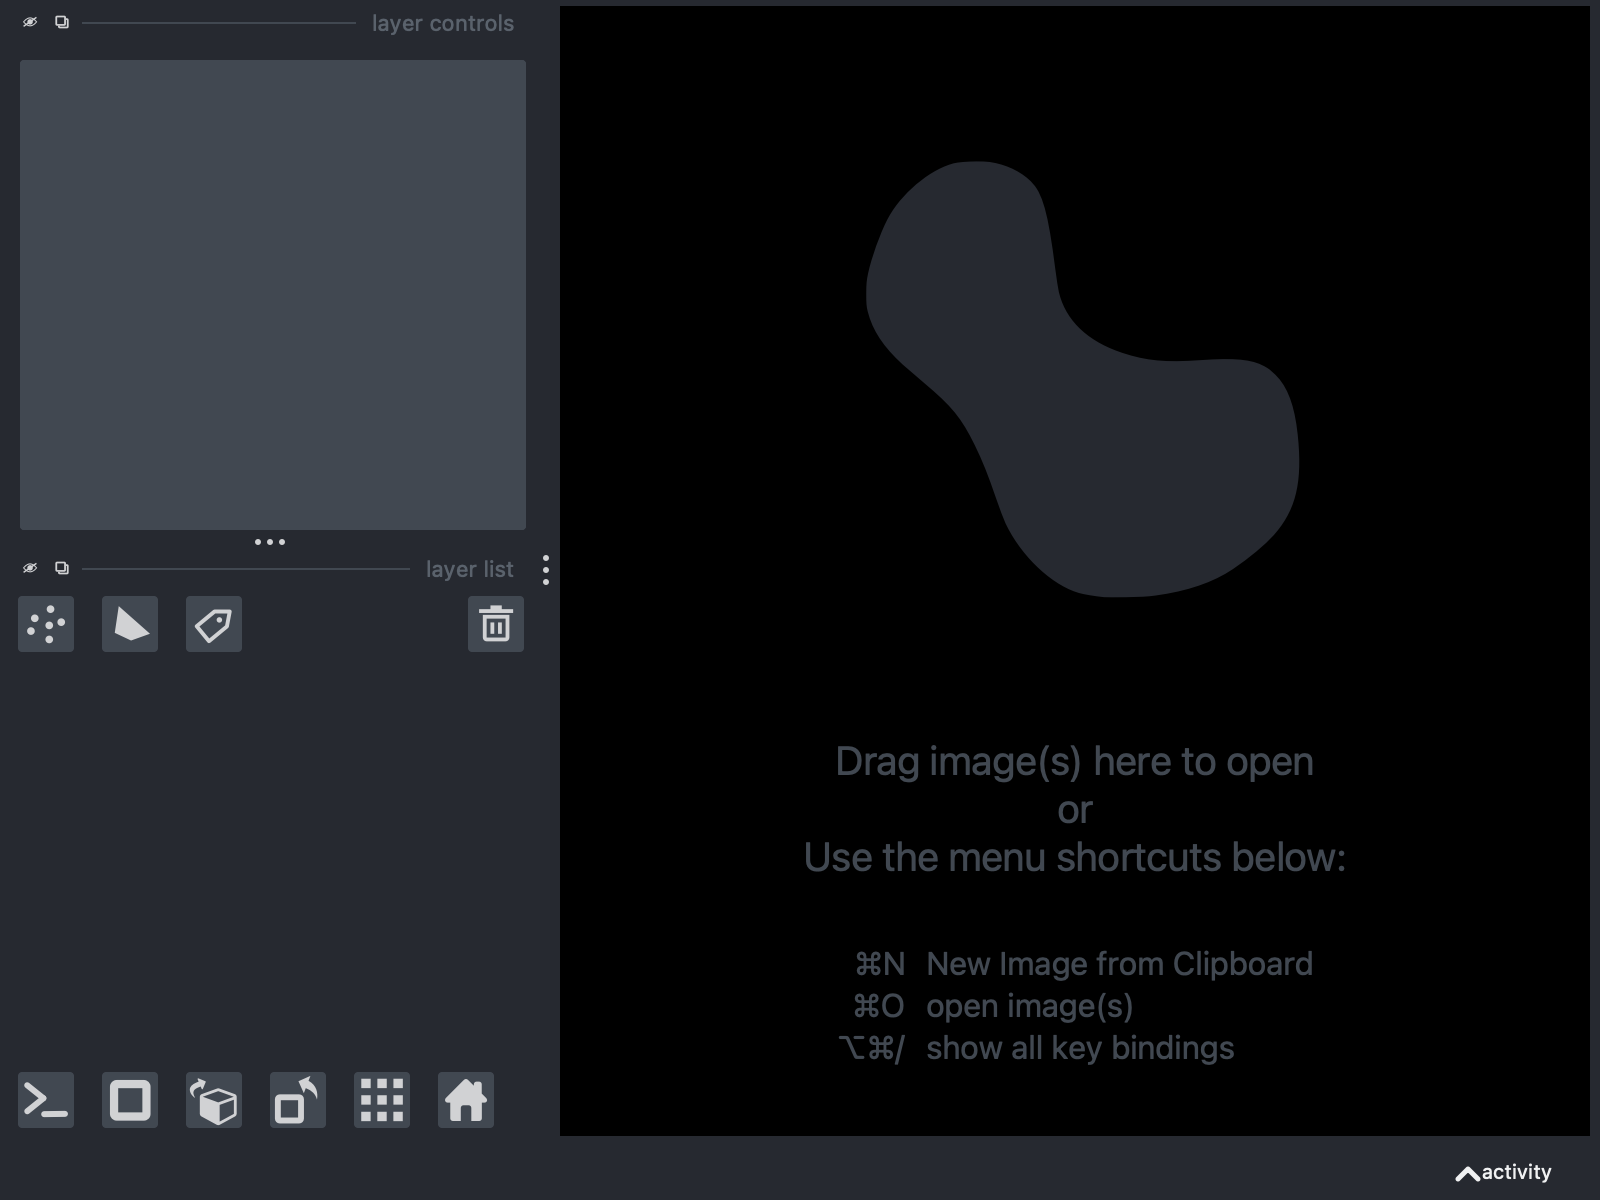 layer controls
layer list
Drag image(s) here to open
or
Use the menu shortcuts below:
⌘N New Image from Clipboard
⌘O open image(s)
⌥⌘/ show all key bindings
activity